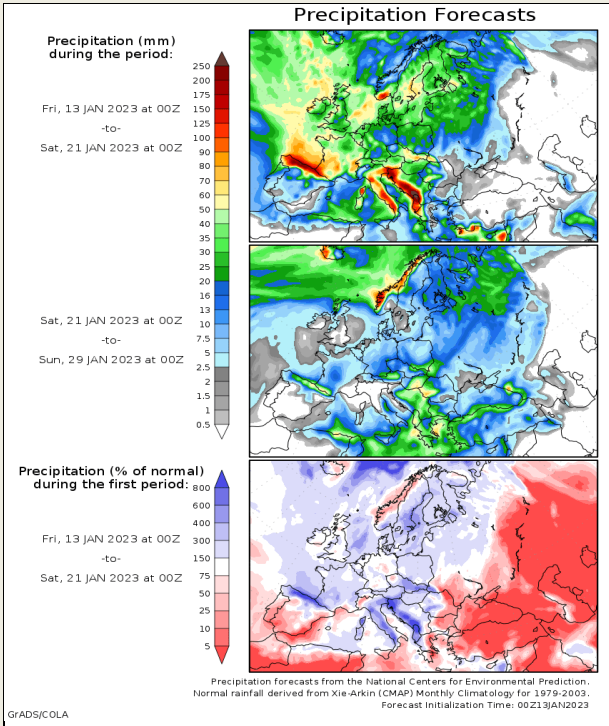 Precipitation Forecasts
Precipitation (mm)
during the period:
Fri, 13 JAN 2023 at 00Z
-to-
Sat, 21 JAN 2023 at 00Z
250
200
175
150
125
100
90
80
70
60
50
40
35
30
25
20
16
13
10
7.5
5
2.5
2
1.5
1
0.5
Sat, 21 JAN 2023 at 00Z
-to-
Sun, 29 JAN 2023 at 00Z
Precipitation (% of normal)
during the first period:
Fri, 13 JAN 2023 at 00Z
-to-
Sat, 21 JAN 2023 at 00Z
800
600
400
300
150
75
50
25
10
5
Precipitation forecasts from the National Centers for Environmental Prediction.
Normal rainfall derived from Xie-Arkin (CMAP) Monthly Climatology for 1979-2003.
Forecast Initialization Time: 00Z13JAN2023
GrADS/COLA